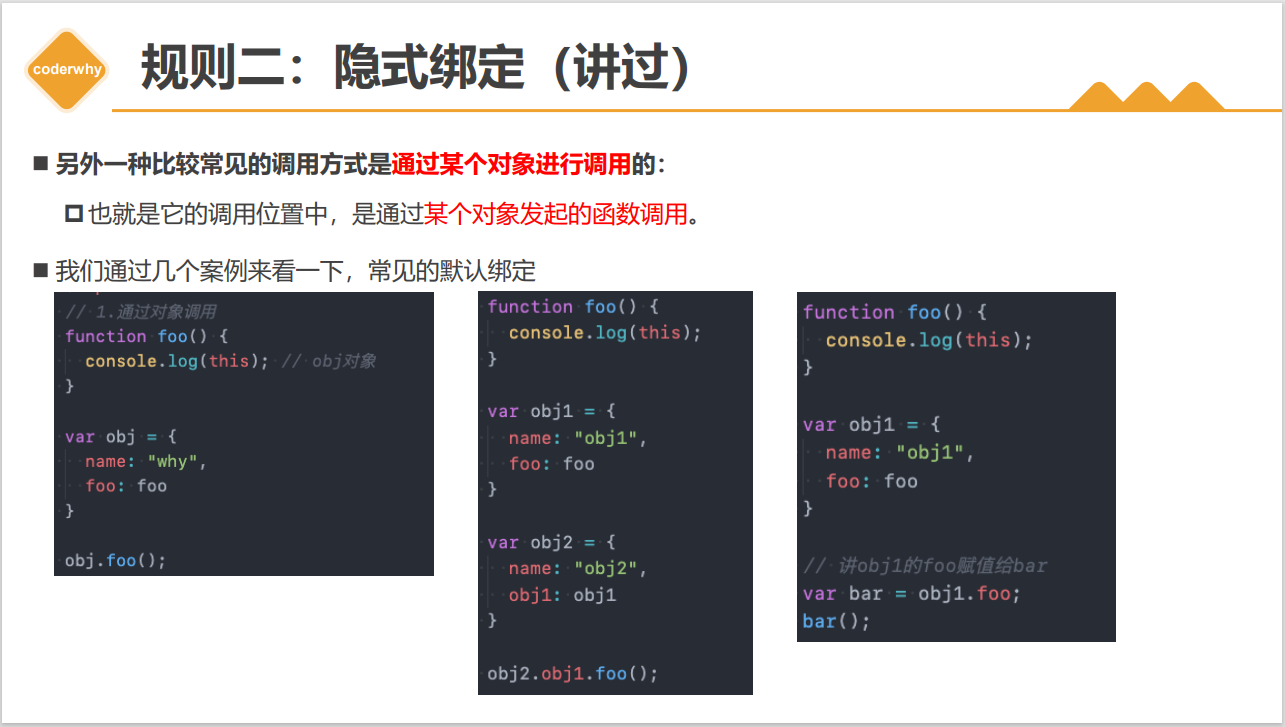 coderwhy
规则二：隐式绑定（讲过）
另外一种比较常见的调用方式是通过某个对象进行调用的：
也就是它的调用位置中，是通过某个对象发起的函数调用。
我们通过几个案例来看一下，常见的默认绑定
// 1.通过对象调用
function foo() {
console.log(this); // obj对象
}
var obj = {
name: "why",
foo: foo
}
obj.foo();
function foo() {
console.log(this);
}
var obj1 = {
name: "obj1",
foo: foo
}
var obj2 = {
name: "obj2",
obj1: obj1
}
obj2.obj1.foo();
function foo() {
console.log(this);
}
var obj1 = {
name: "obj1",
foo: foo
}
// 讲obj1的foo赋值给bar
var bar = obj1.foo;
bar();